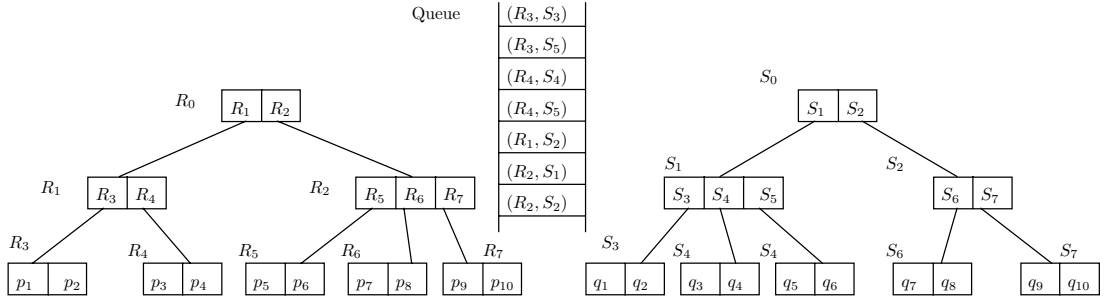 Queue
(R₃, S₃)
(R₃, S₅)
(R₄, S₄)
(R₄, S₅)
(R₁, S₂)
(R₂, S₁)
(R₂, S₂)
R₀
R₁ R₂
S₀
S₁ S₂
R₁
R₃ R₄
R₂
R₅ R₆ R₇
S₁
S₃ S₄ S₅
S₂
S₆ S₇
R₃
p₁ p₂
R₄
p₃ p₄
R₅
p₅ p₆
R₆
p₇ p₈
R₇
p₉ p₁₀
S₃
q₁ q₂
S₄
q₃ q₄
S₄
q₅ q₆
S₆
q₇ q₈
S₇
q₉ q₁₀